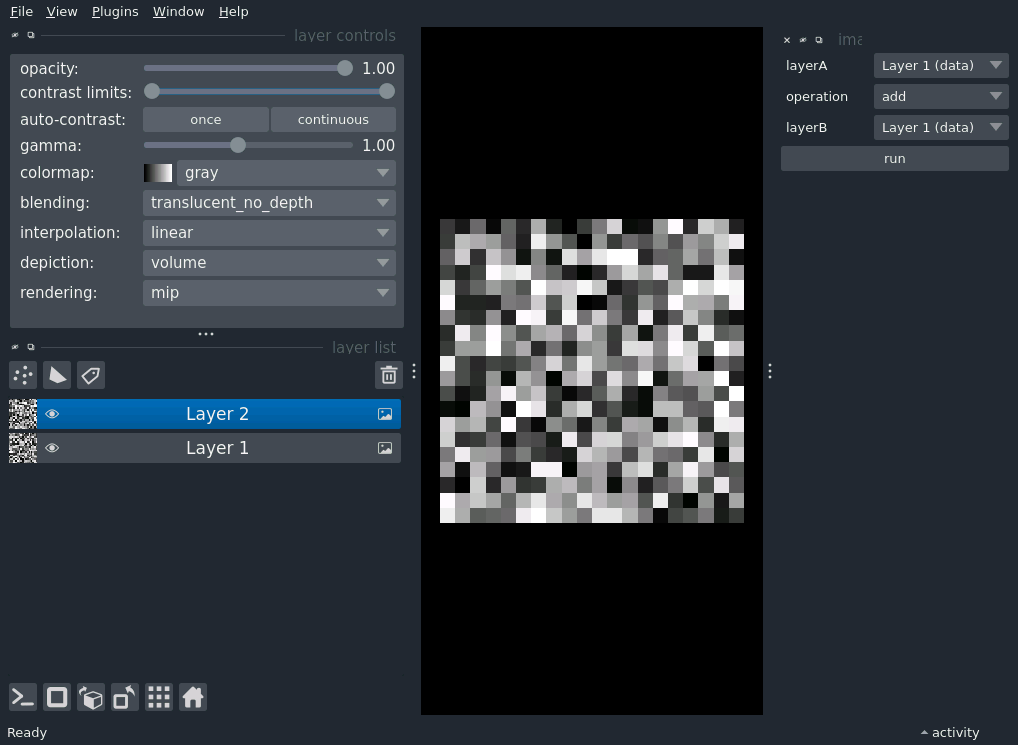 File View Plugins Window Help
layer controls
opacity: 1.00
contrast limits:
auto-contrast: once continuous
gamma: 1.00
colormap: gray
blending: translucent_no_depth
interpolation: linear
depiction: volume
rendering: mip
layer list
Layer 2
Layer 1
Ready
layerA Layer 1 (data)
operation add
layerB Layer 1 (data)
run
activity